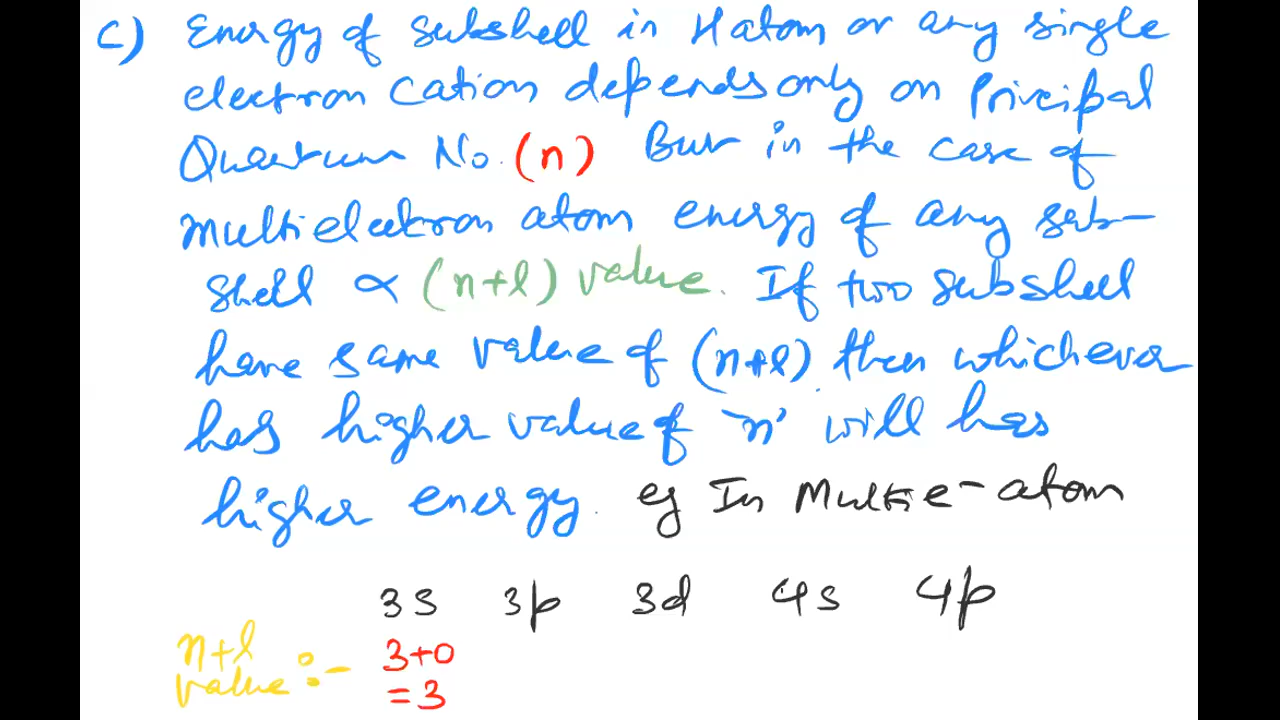 C) Energy of subshell in H atom or any single
electron cation depends only on Principal
Quantum No. (n) But in the case of
multielectron atom energy of any sub-
shell ∝ (n+l) value. If two subshell
have same value of (n+l) then whichever
has higher value of 'n' will has
higher energy. eg In Multi e- atom
3s 3p 3d 4s 4p
n+l value :- 3+0
= 3